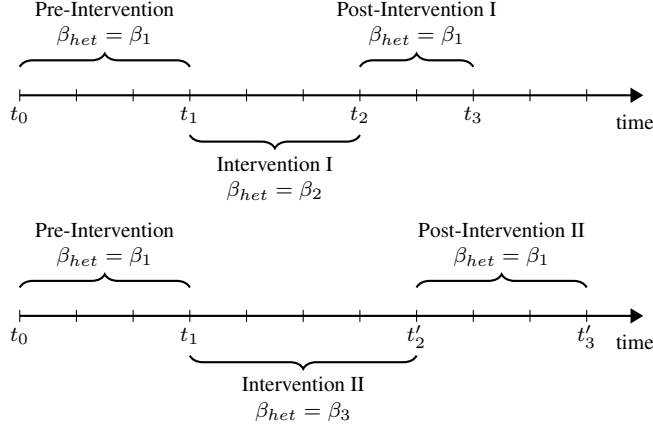 Pre-Intervention Post-Intervention I
β_het = β_1 β_het = β_1
t_0 t_1 t_2 t_3
time
Intervention I
β_het = β_2
Pre-Intervention Post-Intervention II
β_het = β_1 β_het = β_1
t_0 t_1 t'_2 t'_3 time
Intervention II
β_het = β_3